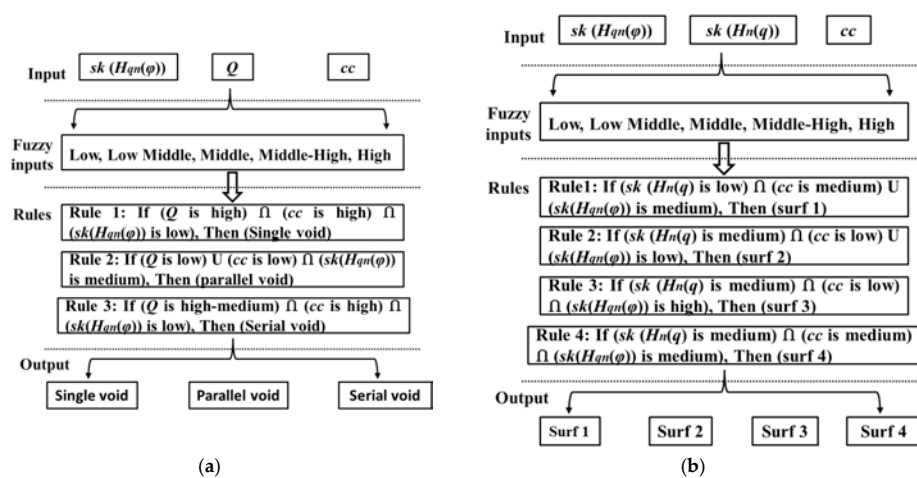 Input
sk (Hqn(φ))
Q
cc
Fuzzy
inputs
Low, Low Middle, Middle, Middle-High, High
Rules
Rule 1: If (Q is high) Ω (cc is high) Ω
(sk(Hqn(φ)) is low), Then (Single void)
Rule 2: If (Q is low) U (cc is low) Ω (sk(Hqn(φ))
is medium), Then (parallel void)
Rule 3: If (Q is high-medium) Ω (cc is high) Ω
(sk(Hqn(φ)) is low), Then (Serial void)
Output
Single void
Parallel void
Serial void
(a)
Input
sk (Hqn(φ))
sk (Hn(q))
cc
Fuzzy
inputs
Low, Low Middle, Middle, Middle-High, High
Rules
Rule1: If (sk (Hn(q) is low) Ω (cc is medium) U
(sk(Hqn(φ)) is medium), Then (surf 1)
Rule 2: If (sk (Hn(q) is medium) Ω (cc is low) U
(sk(Hqn(φ)) is low), Then (surf 2)
Rule 3: If (sk (Hn(q) is medium) Ω (cc is low)
Ω (sk(Hqn(φ)) is high), Then (surf 3)
Rule 4: If (sk (Hn(q) is medium) Ω (cc is medium)
Ω (sk(Hqn(φ)) is medium), Then (surf 4)
Output
Surf 1
Surf 2
Surf 3
Surf 4
(b)